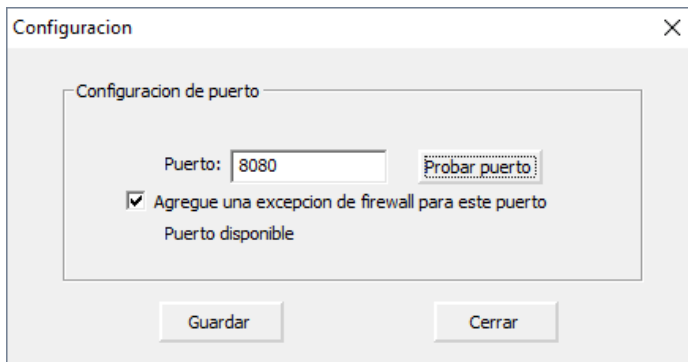 Configuracion
Configuracion de puerto
Puerto: 8080 Probar puerto
Agregue una excepcion de firewall para este puerto
Puerto disponible
Guardar Cerrar